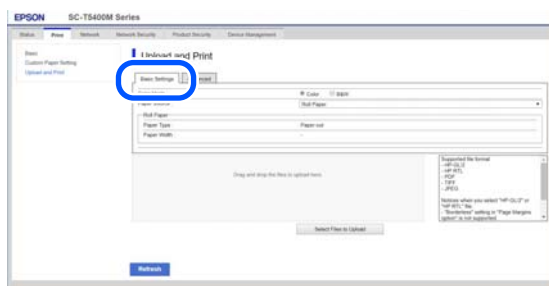 EPSON SC-T5400M Series
Status Print Network Network Security Product Security Device Management
Basic
Custom Paper Setting
Upload and Print
Upload and Print
Basic Settings
Color B&W
Roll Paper
Roll Paper
Paper Type Paper out
Paper Width -
Drag and drop the files to upload here.
Supported file format
- HP-GL/2
- HP RTL
- PDF
- TIFF
- JPEG
Notices when you select "HP-GL/2" or
"HP RTL" file.
- "Borderless" setting or "Page Margins
option" is not supported.
Select Files to Upload
Refresh